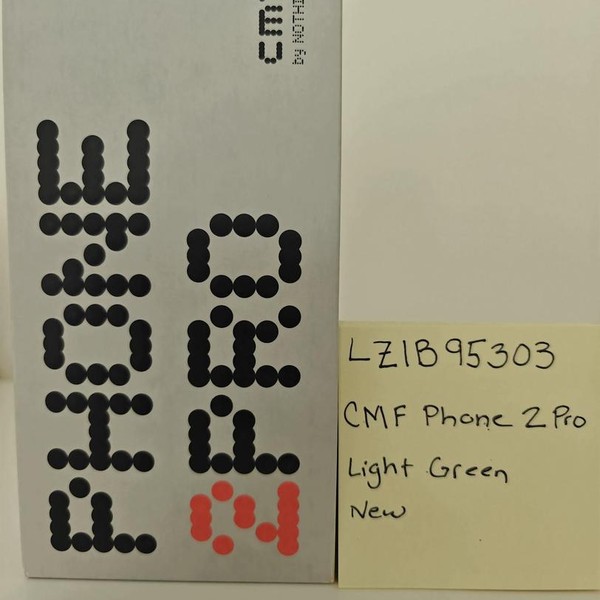 cmf
by NOTHI
PHONE
2 PRO
LZIB95303
CMF Phone 2 Pro
Light Green
New